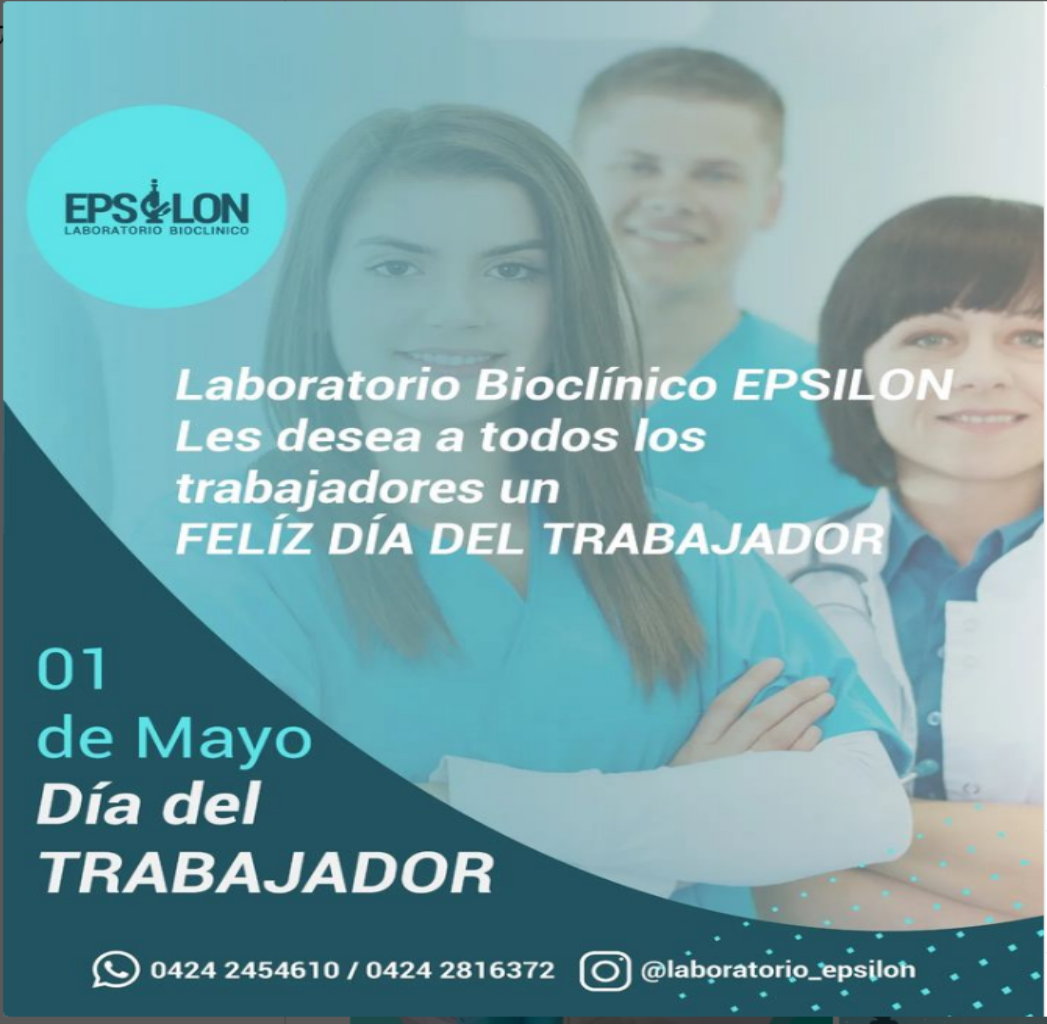 EPSILON
LABORATORIO BIOCLINICO
Laboratorio Bioclínico EPSILON
Les desea a todos los
trabajadores un
FELÍZ DÍA DEL TRABAJADOR
01
de Mayo
Día del
TRABAJADOR
0424 2454610 / 0424 2816372 @laboratorio_epsilon